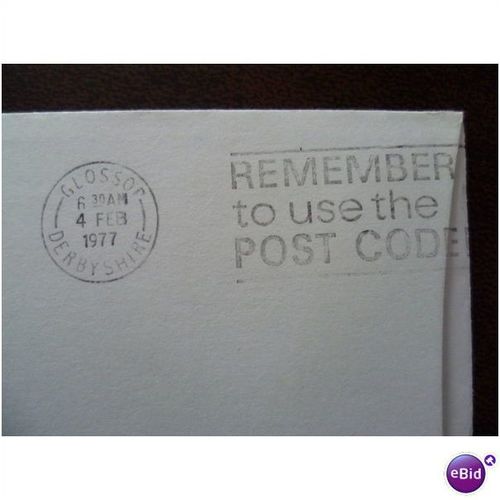 GLOSSOP
6 30AM
4 FEB
1977
DERBYSHIRE
REMEMBER
to use the
POST CODE
eBid